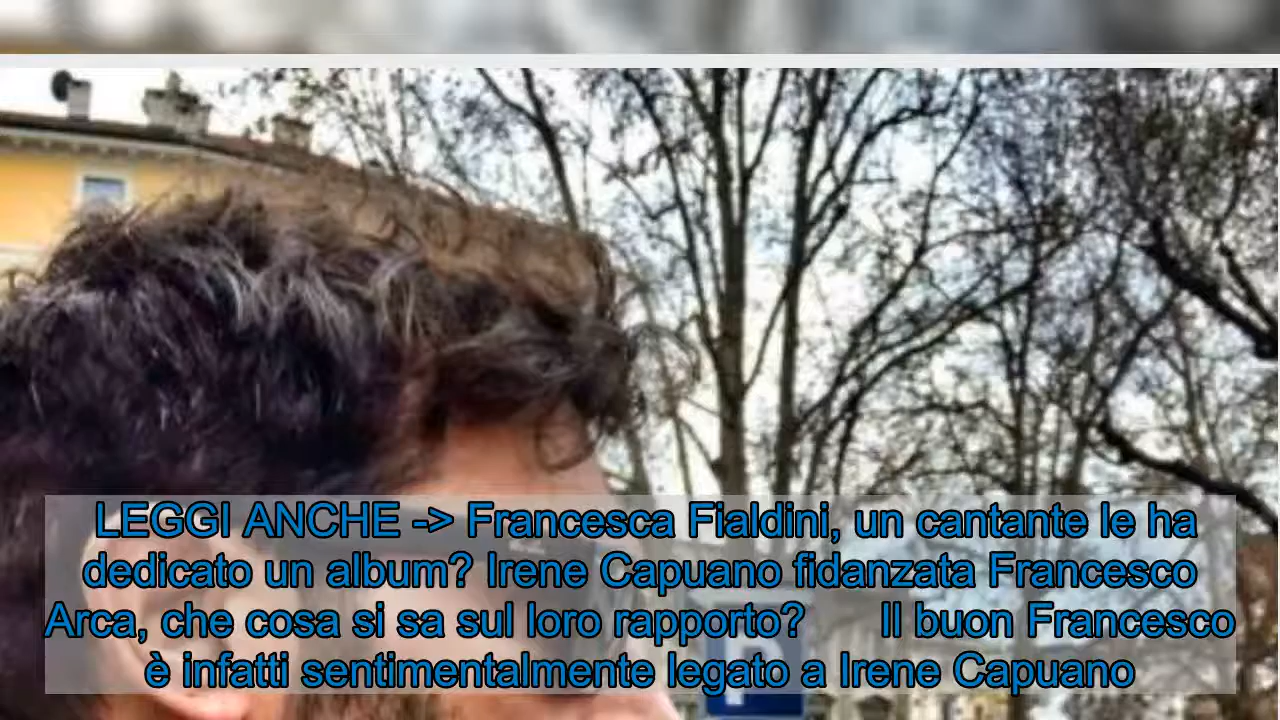 LEGGI ANCHE -> Francesca Fialdini, un cantante le ha
dedicato un album? Irene Capuano fidanzata Francesco
Arca, che cosa si sa sul loro rapporto? Il buon Francesco
è infatti sentimentalmente legato a Irene Capuano
P